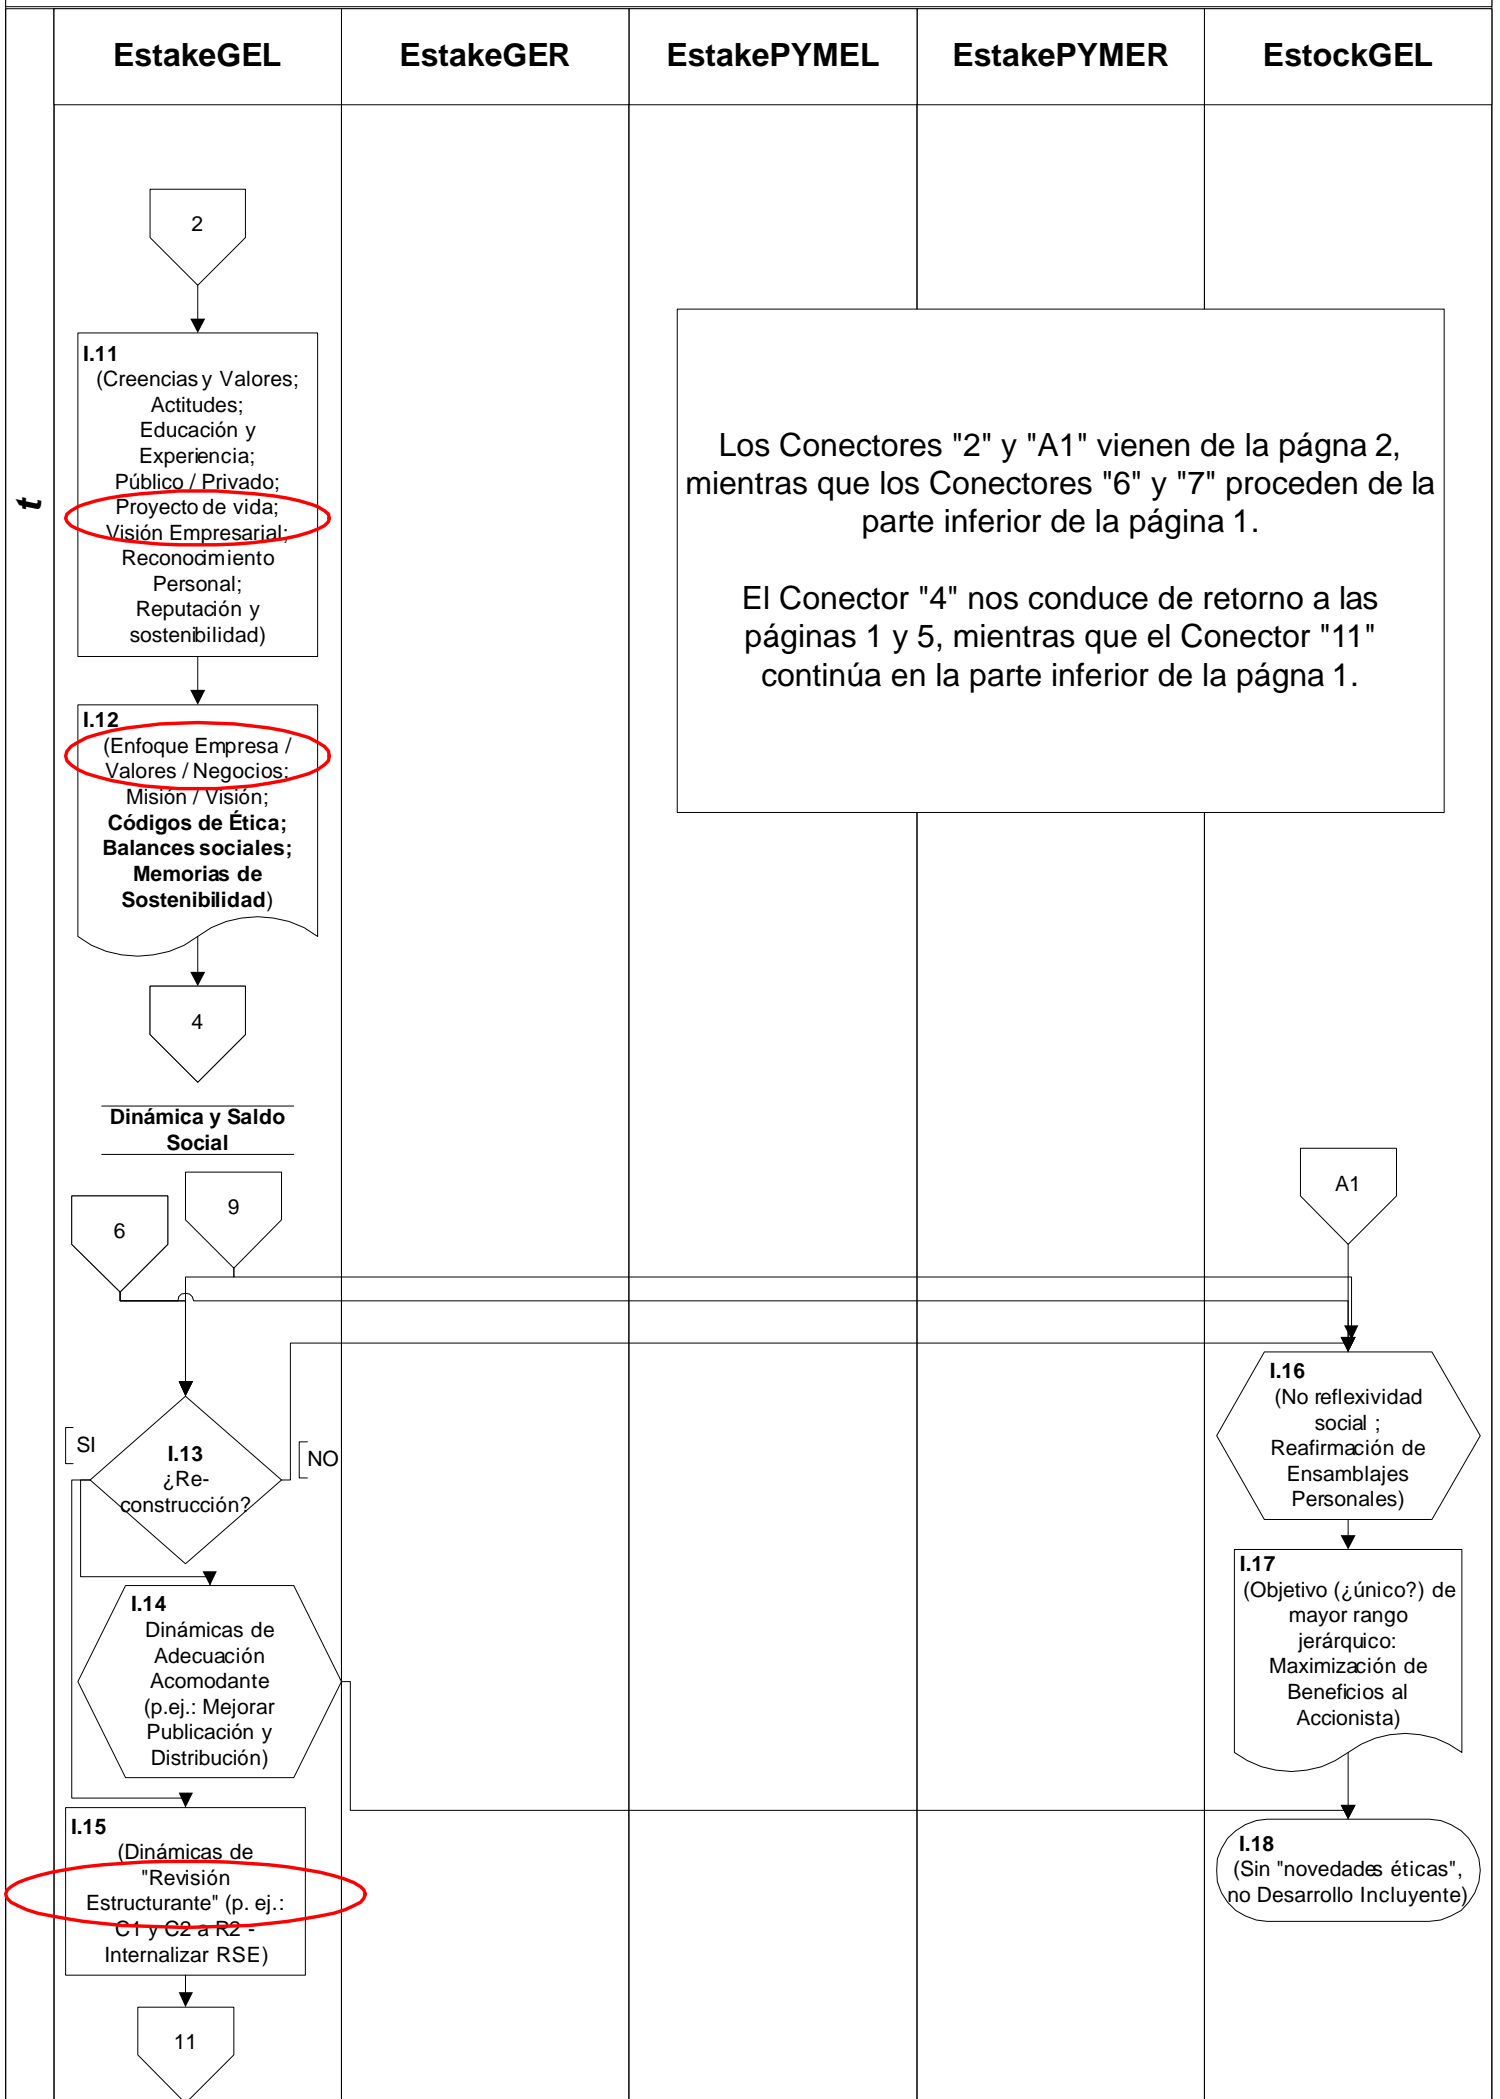 EstakeGEL
EstakeGER
EstakePYMEL
EstakePYMER
EstockGEL
t
2
I.11
(Creencias y Valores;
Actitudes;
Educación y
Experiencia;
Público / Privado;
Proyecto de vida;
Visión Empresarial;
Reconocimiento
Personal;
Reputación y
sostenibilidad)
Los Conectores "2" y "A1" vienen de la págna 2,
mientras que los Conectores "6" y "7" proceden de la
parte inferior de la página 1.
El Conector "4" nos conduce de retorno a las
páginas 1 y 5, mientras que el Conector "11"
continúa en la parte inferior de la págna 1.
I.12
(Enfoque Empresa /
Valores / Negocios;
Misión / Visión;
Códigos de Ética;
Balances sociales;
Memorias de
Sostenibilidad)
4
Dinámica y Saldo
Social
6
9
A1
SI
I.13
¿Re-
construcción?
NO
I.16
(No reflexividad
social ;
Reafirmación de
Ensamblajes
Personales)
I.14
Dinámicas de
Adecuación
Acomodante
(p.ej.: Mejorar
Publicación y
Distribución)
I.17
(Objetivo (¿único?) de
mayor rango
jerárquico:
Maximización de
Beneficios al
Accionista)
I.15
(Dinámicas de
"Revisión
Estructurante" (p. ej.:
C1 y C2 a R2 -
Internalizar RSE)
I.18
(Sin "novedades éticas",
no Desarrollo Incluyente)
11